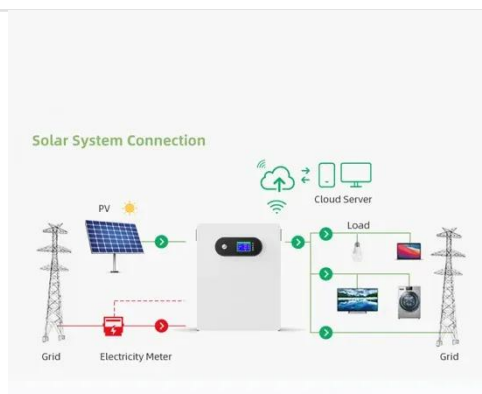 Solar System Connection
Cloud Server
PV
Load
Grid
Electricity Meter
Grid